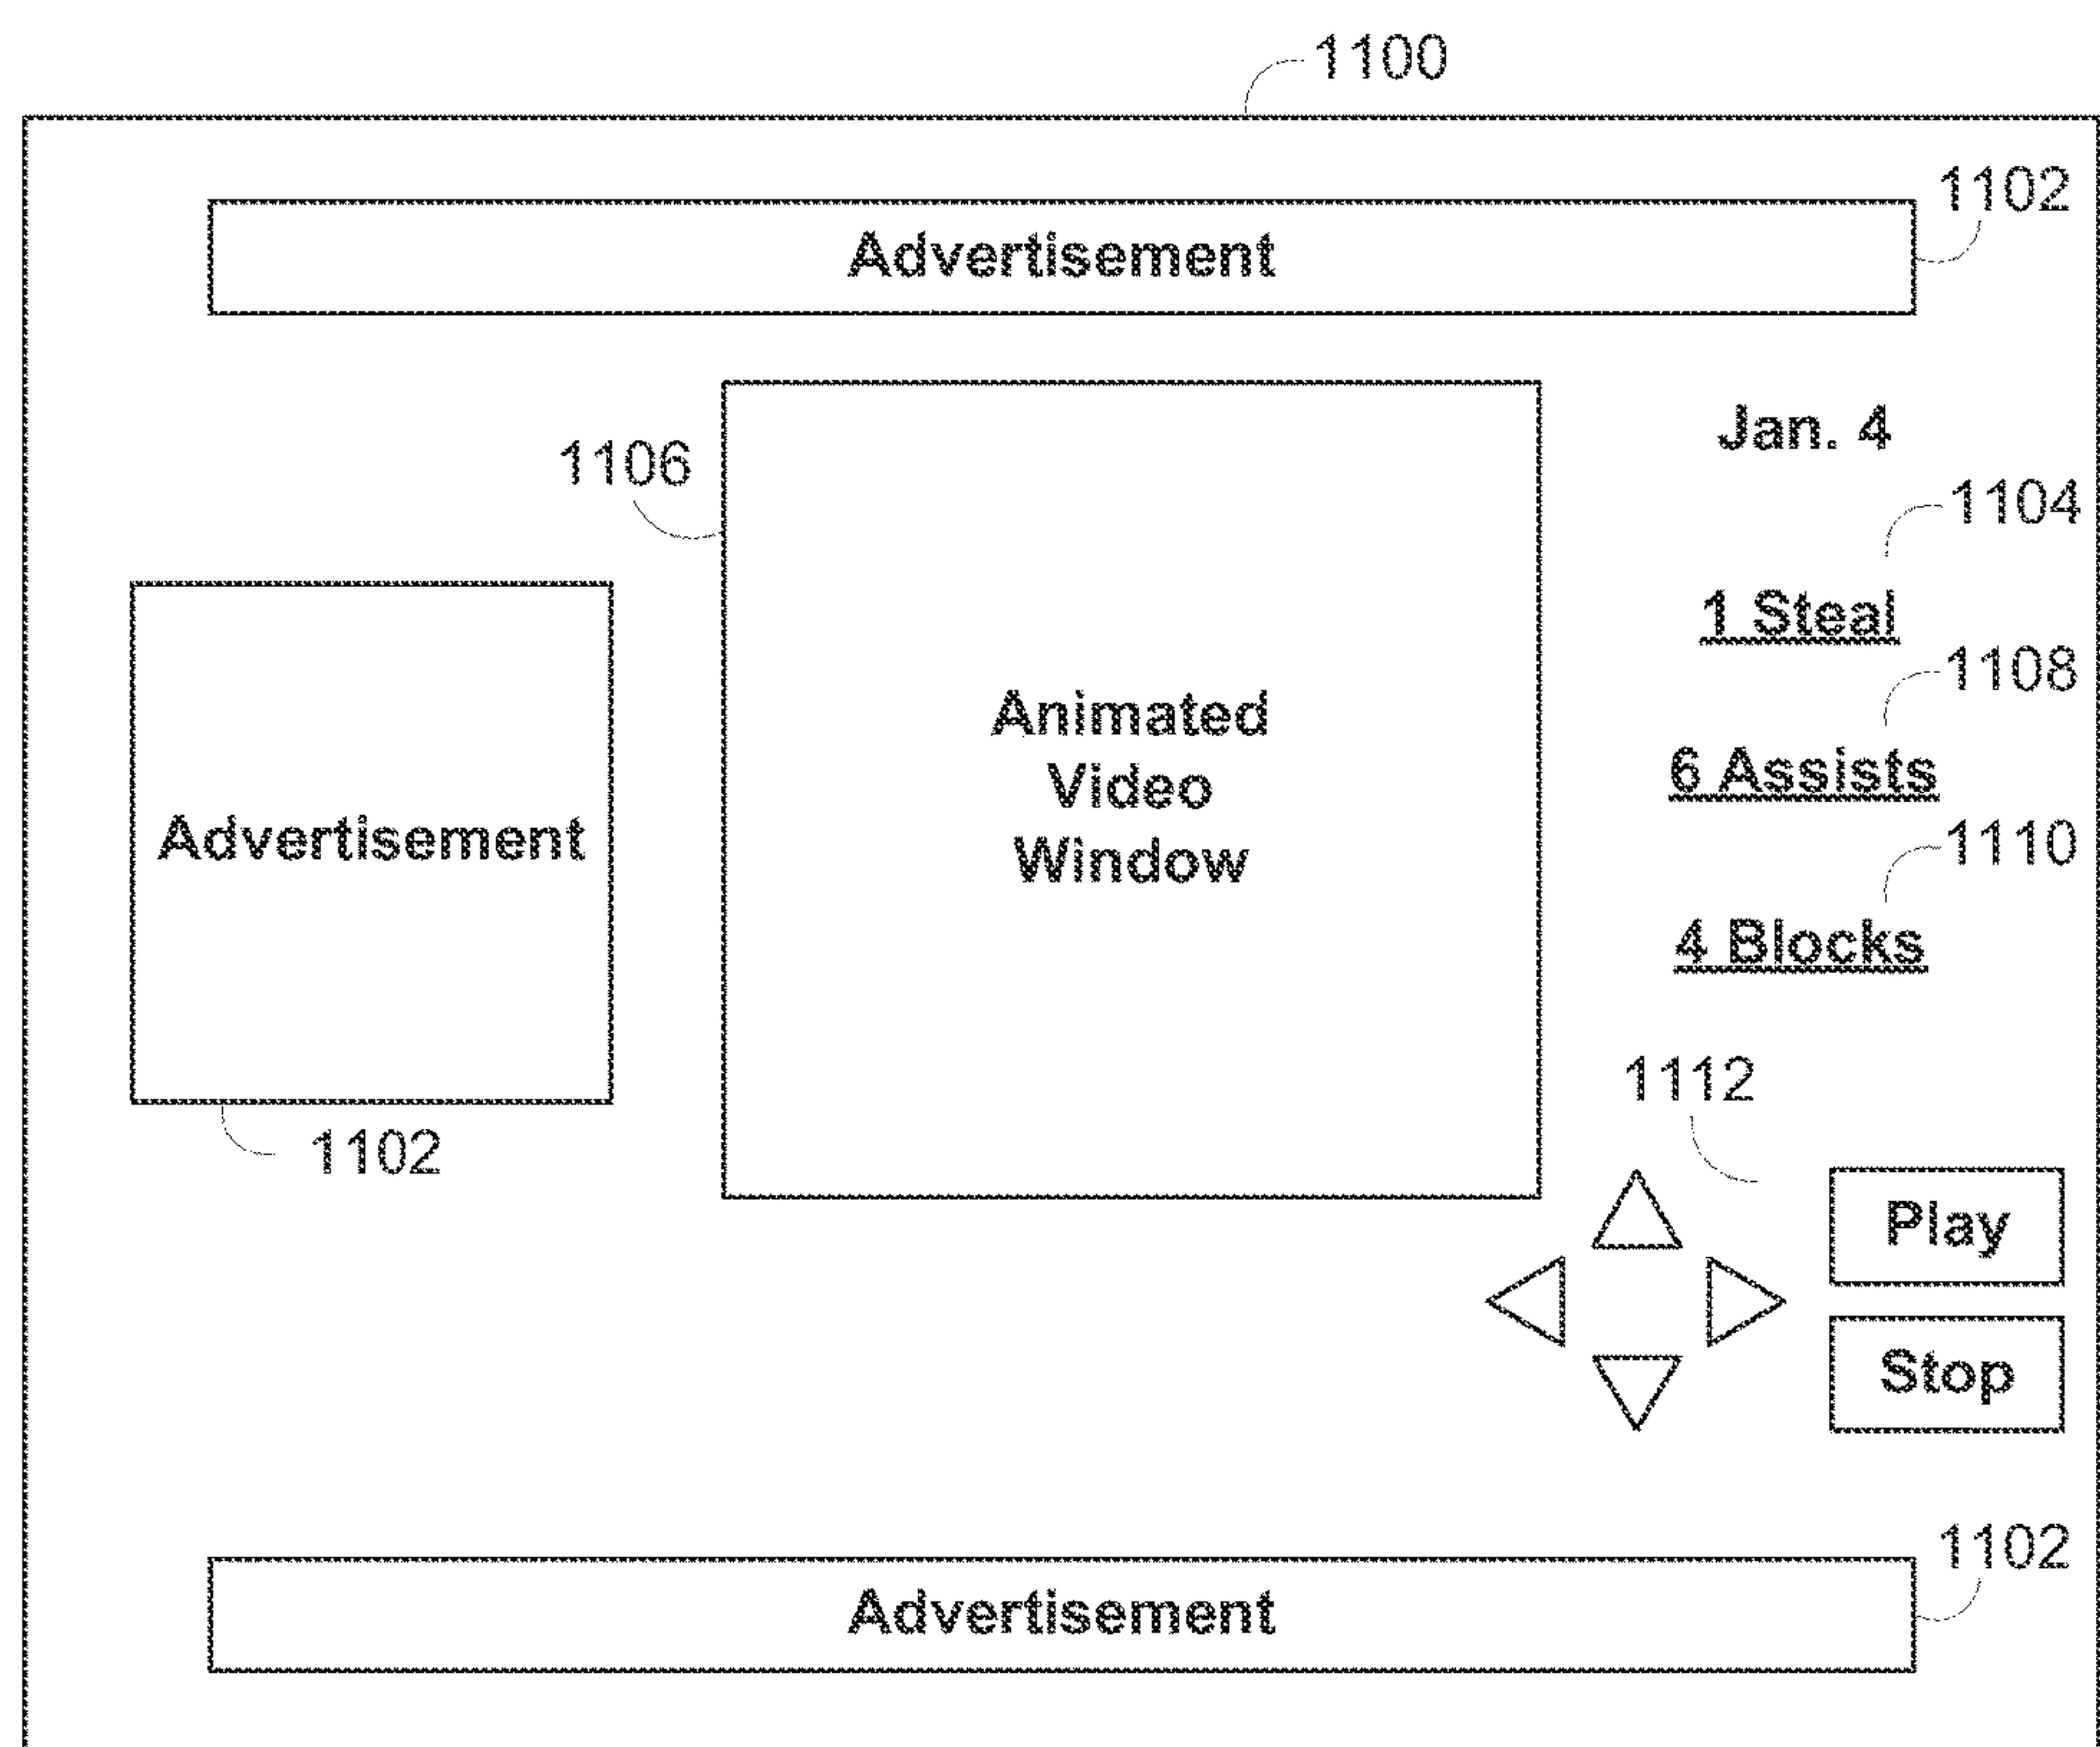 1100
1102
Advertisement
Jan. 4
1106
1104
1 Steal
1108
Animated
Video
Window
6 Assists
Advertisement
1110
4 Blocks
1112
1102
Play
Stop
1102
Advertisement